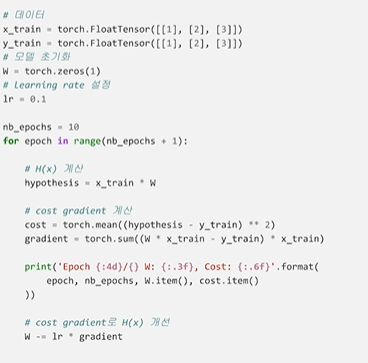 # 데이터
x_train = torch.FloatTensor([[1], [2], [3]])
y_train = torch.FloatTensor([[1], [2], [3]])
# 모델 초기화
W = torch.zeros(1)
# learning rate 설정
lr = 0.1
nb_epochs = 10
for epoch in range(nb_epochs + 1):
# H(x) 계산
hypothesis = x_train * W
# cost gradient 계산
cost = torch.mean((hypothesis - y_train) ** 2)
gradient = torch.sum((W * x_train - y_train) * x_train)
print('Epoch {:4d}/{} W: {:.3f}, Cost: {:.6f}'.format(
epoch, nb_epochs, W.item(), cost.item()
))
# cost gradient로 H(x) 개선
W -= lr * gradient